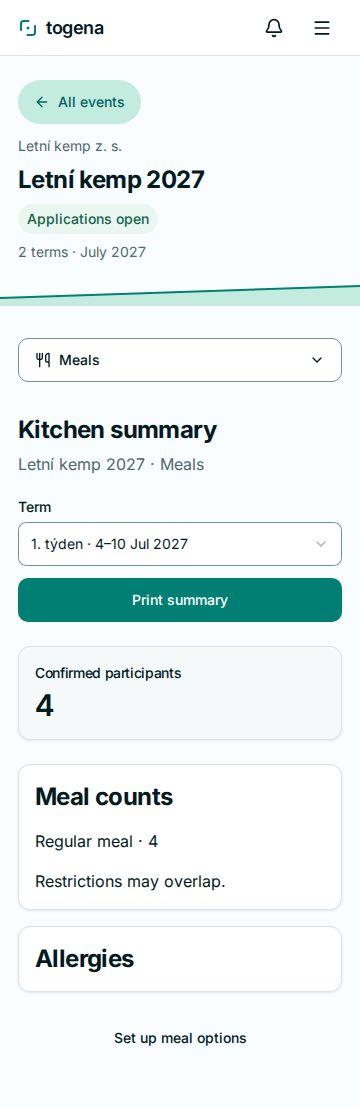 togena
All events
Letní kemp z. s.
Letní kemp 2027
Applications open
2 terms · July 2027
Meals
Kitchen summary
Letní kemp 2027 · Meals
Term
1. týden · 4–10 Jul 2027
Print summary
Confirmed participants
4
Meal counts
Regular meal · 4
Restrictions may overlap.
Allergies
Set up meal options